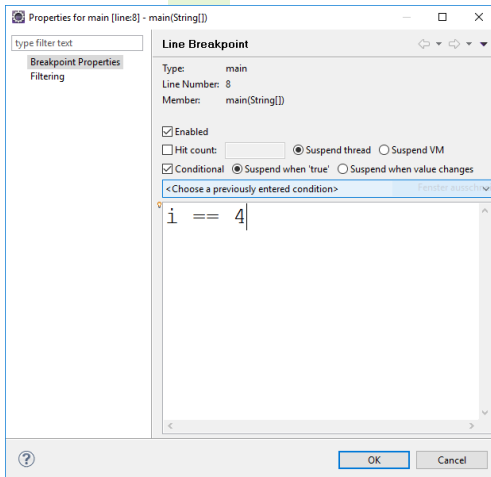 Properties for main [line:8] - main(String[])
type filter text
Breakpoint Properties
Filtering
Line Breakpoint
Type: main
Line Number: 8
Member: main(String[])
Enabled
Hit count: Suspend thread Suspend VM
Conditional Suspend when 'true' Suspend when value changes
<Choose a previously entered condition>
i == 4
OK Cancel